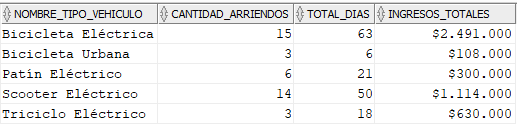 NOMBRE_TIPO_VEHICULO CANTIDAD_ARRIENDOS TOTAL_DIAS INGRESOS_TOTALES
Bicicleta Eléctrica 15 63 $2.491.000
Bicicleta Urbana 3 6 $108.000
Patín Eléctrico 6 21 $300.000
Scooter Eléctrico 14 50 $1.114.000
Triciclo Eléctrico 3 18 $630.000